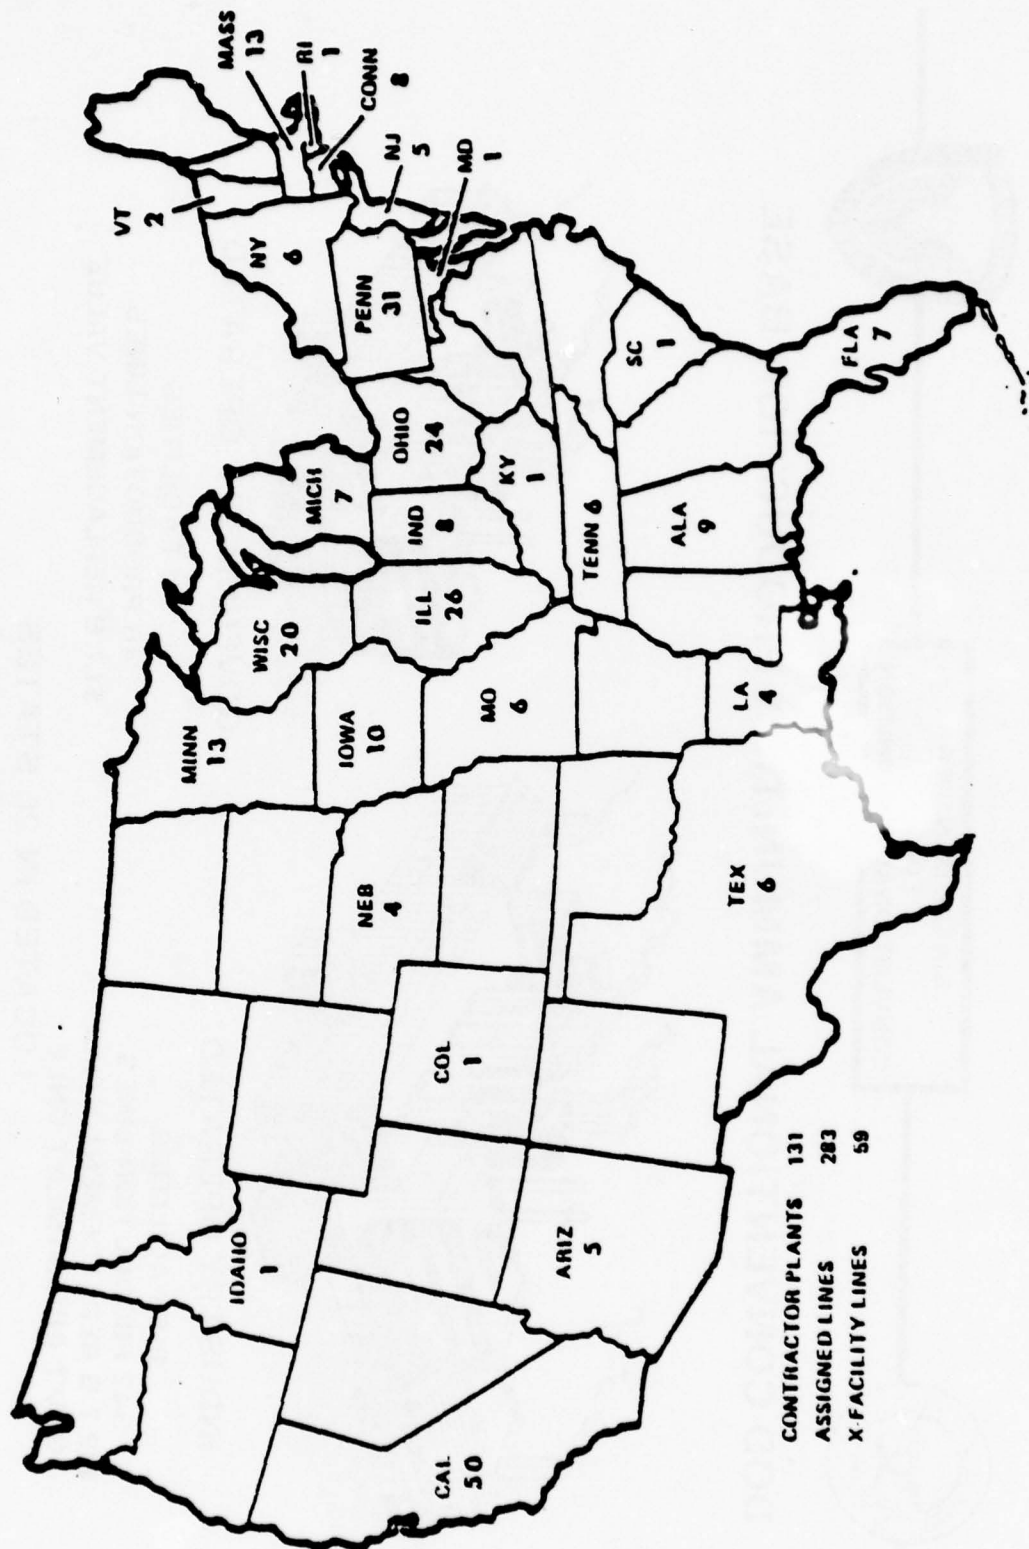 VT
2
MASS
13
RI
1
CONN
8
NJ
5
MD
1
NY
6
PENN
31
OHIO
24
MICH
7
IND
8
KY
1
WISC
20
ILL
26
MINN
13
IOWA
10
MO
6
TENN 6
SC
1
ALA
9
FLA
7
LA
4
NEB
4
TEX
6
COL
1
IDAHO
1
ARIZ
5
CAL
50
CONTRACTOR PLANTS 131
ASSIGNED LINES 283
X-FACILITY LINES 59